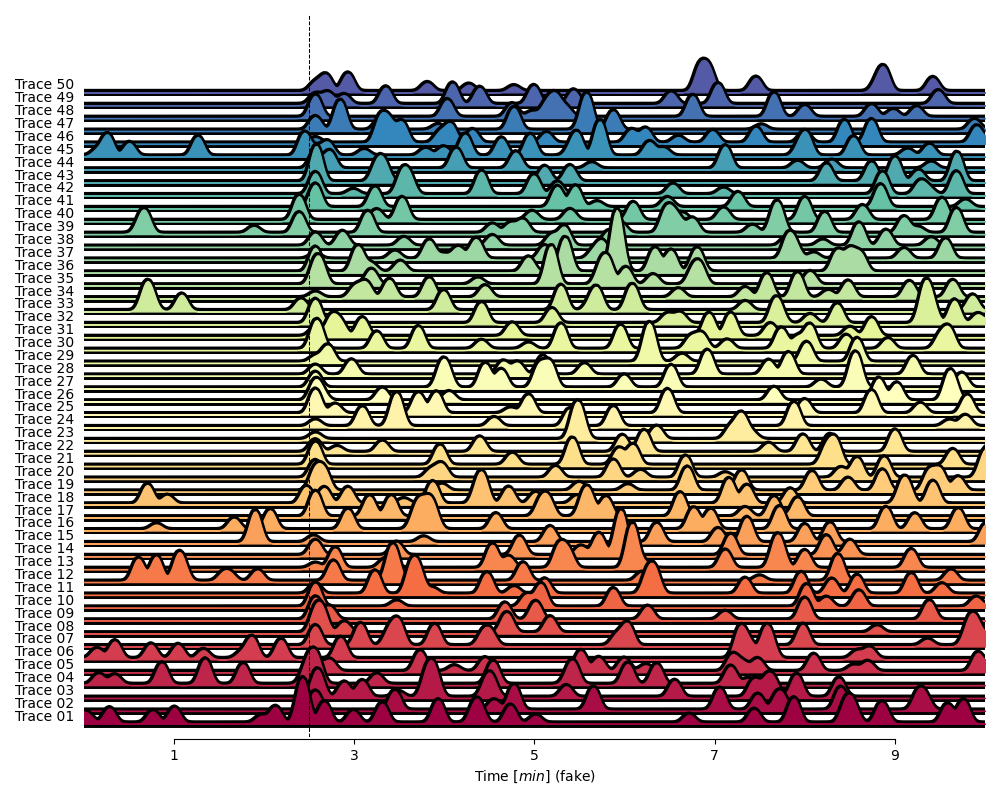 Trace 50
Trace 49
Trace 48
Trace 47
Trace 46
Trace 45
Trace 44
Trace 43
Trace 42
Trace 41
Trace 40
Trace 39
Trace 38
Trace 37
Trace 36
Trace 35
Trace 34
Trace 33
Trace 32
Trace 31
Trace 30
Trace 29
Trace 28
Trace 27
Trace 26
Trace 25
Trace 24
Trace 23
Trace 22
Trace 21
Trace 20
Trace 19
Trace 18
Trace 17
Trace 16
Trace 15
Trace 14
Trace 13
Trace 12
Trace 11
Trace 10
Trace 09
Trace 08
Trace 07
Trace 06
Trace 05
Trace 04
Trace 03
Trace 02
Trace 01
1 3 5 7 9
Time [min] (fake)